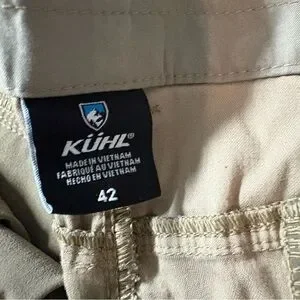 KÜHL
MADE IN VIETNAM
FABRIQUÉ AU VIETNAM
HECHO EN VIETNAM
42